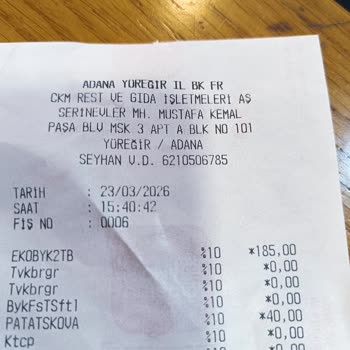 ADANA YÜREĞİR IL BK FR
CKM REST VE GIDA İŞLETMELERİ AŞ
SERİNEVLER MH. MUSTAFA KEMAL
PAŞA BLV MSK 3 APT A BLK NO 101
YÜREĞİR / ADANA
SEYHAN V.D. 6210506785
TARİH : 23/03/2026
SAAT : 15:40:42
FİŞ NO : 0006
EKOBYK2TB %10 *185,00
Tvkbrgr %10 *0,00
Tvkbrgr %10 *0,00
BykFsTSftl %10 *0,00
PATATSKOVA %10 *40,00
Ktcp %10 *0,00